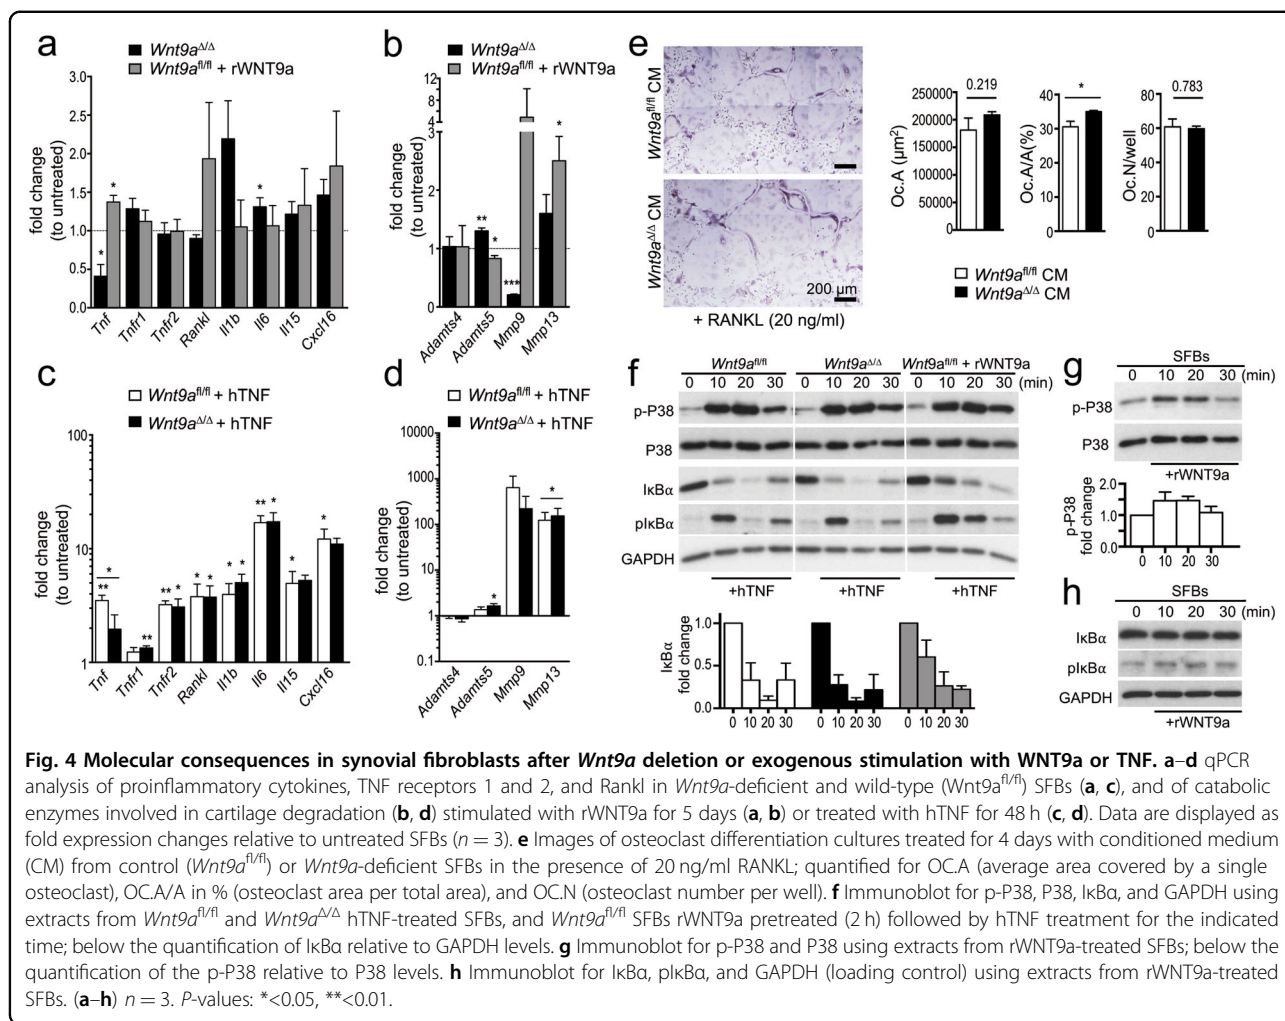 a
Wnt9aΔ/Δ
Wnt9afl/fl + rWNT9a
fold change
(to untreated)
3.0
2.5
2.0
1.5
1.0
0.5
0
*
*
*
Tnf
Tnfr1
Tnfr2
Rankl
Il1b
Il6
Il15
Cxcl16
b
Wnt9aΔ/Δ
Wnt9afl/fl + rWNT9a
fold change
(to untreated)
12
10
8
6
4
3
2
1
0
**
*
***
*
Adamts4
Adamts5
Mmp9
Mmp13
c
Wnt9afl/fl + hTNF
Wnt9aΔ/Δ + hTNF
fold change
(to untreated)
100
10
1
*
**
**
**
*
*
*
*
*
**
*
*
*
Tnf
Tnfr1
Tnfr2
Rankl
Il1b
Il6
Il15
Cxcl16
d
Wnt9afl/fl + hTNF
Wnt9aΔ/Δ + hTNF
fold change
(to untreated)
10000
1000
100
10
1
0.1
*
*
Adamts4
Adamts5
Mmp9
Mmp13
e
Wnt9afl/fl CM
Wnt9aΔ/Δ CM
200 µm
+ RANKL (20 ng/ml)
Oc.A (µm²)
250000
200000
150000
100000
50000
0
0.219
Oc.A/A(%)
40
30
20
10
0
*
Oc.N/well
80
60
40
20
0
0.783
Wnt9afl/fl CM
Wnt9aΔ/Δ CM
f
Wnt9afl/fl Wnt9aΔ/Δ Wnt9afl/fl + rWNT9a
0 10 20 30 0 10 20 30 0 10 20 30 (min)
p-P38
P38
IκBα
pIκBα
GAPDH
+hTNF +hTNF +hTNF
IκBα
fold change
1.0
0.5
0.0
0 10 20 30 0 10 20 30 0 10 20 30
g
SFBs
0 10 20 30 (min)
p-P38
P38
+rWNT9a
p-P38
fold change
2.0
1.0
0.0
0 10 20 30
h
SFBs
0 10 20 30 (min)
IκBα
pIκBα
GAPDH
+rWNT9a
Fig. 4 Molecular consequences in synovial fibroblasts after Wnt9a deletion or exogenous stimulation with WNT9a or TNF. a–d qPCR
analysis of proinflammatory cytokines, TNF receptors 1 and 2, and Rankl in Wnt9a-deficient and wild-type (Wnt9afl/fl) SFBs (a, c), and of catabolic
enzymes involved in cartilage degradation (b, d) stimulated with rWNT9a for 5 days (a, b) or treated with hTNF for 48 h (c, d). Data are displayed as
fold expression changes relative to untreated SFBs (n = 3). e Images of osteoclast differentiation cultures treated for 4 days with conditioned medium
(CM) from control (Wnt9afl/fl) or Wnt9a-deficient SFBs in the presence of 20 ng/ml RANKL; quantified for OC.A (average area covered by a single
osteoclast), OC.A/A in % (osteoclast area per total area), and OC.N (osteoclast number per well). f Immunoblot for p-P38, P38, IκBα, and GAPDH using
extracts from Wnt9afl/fl and Wnt9aΔ/Δ hTNF-treated SFBs, and Wnt9afl/fl SFBs rWNT9a pretreated (2 h) followed by hTNF treatment for the indicated
time; below the quantification of IκBα relative to GAPDH levels. g Immunoblot for p-P38 and P38 using extracts from rWNT9a-treated SFBs; below the
quantification of the p-P38 relative to P38 levels. h Immunoblot for IκBα, pIκBα, and GAPDH (loading control) using extracts from rWNT9a-treated
SFBs. (a–h) n = 3. P-values: *<0.05, **<0.01.